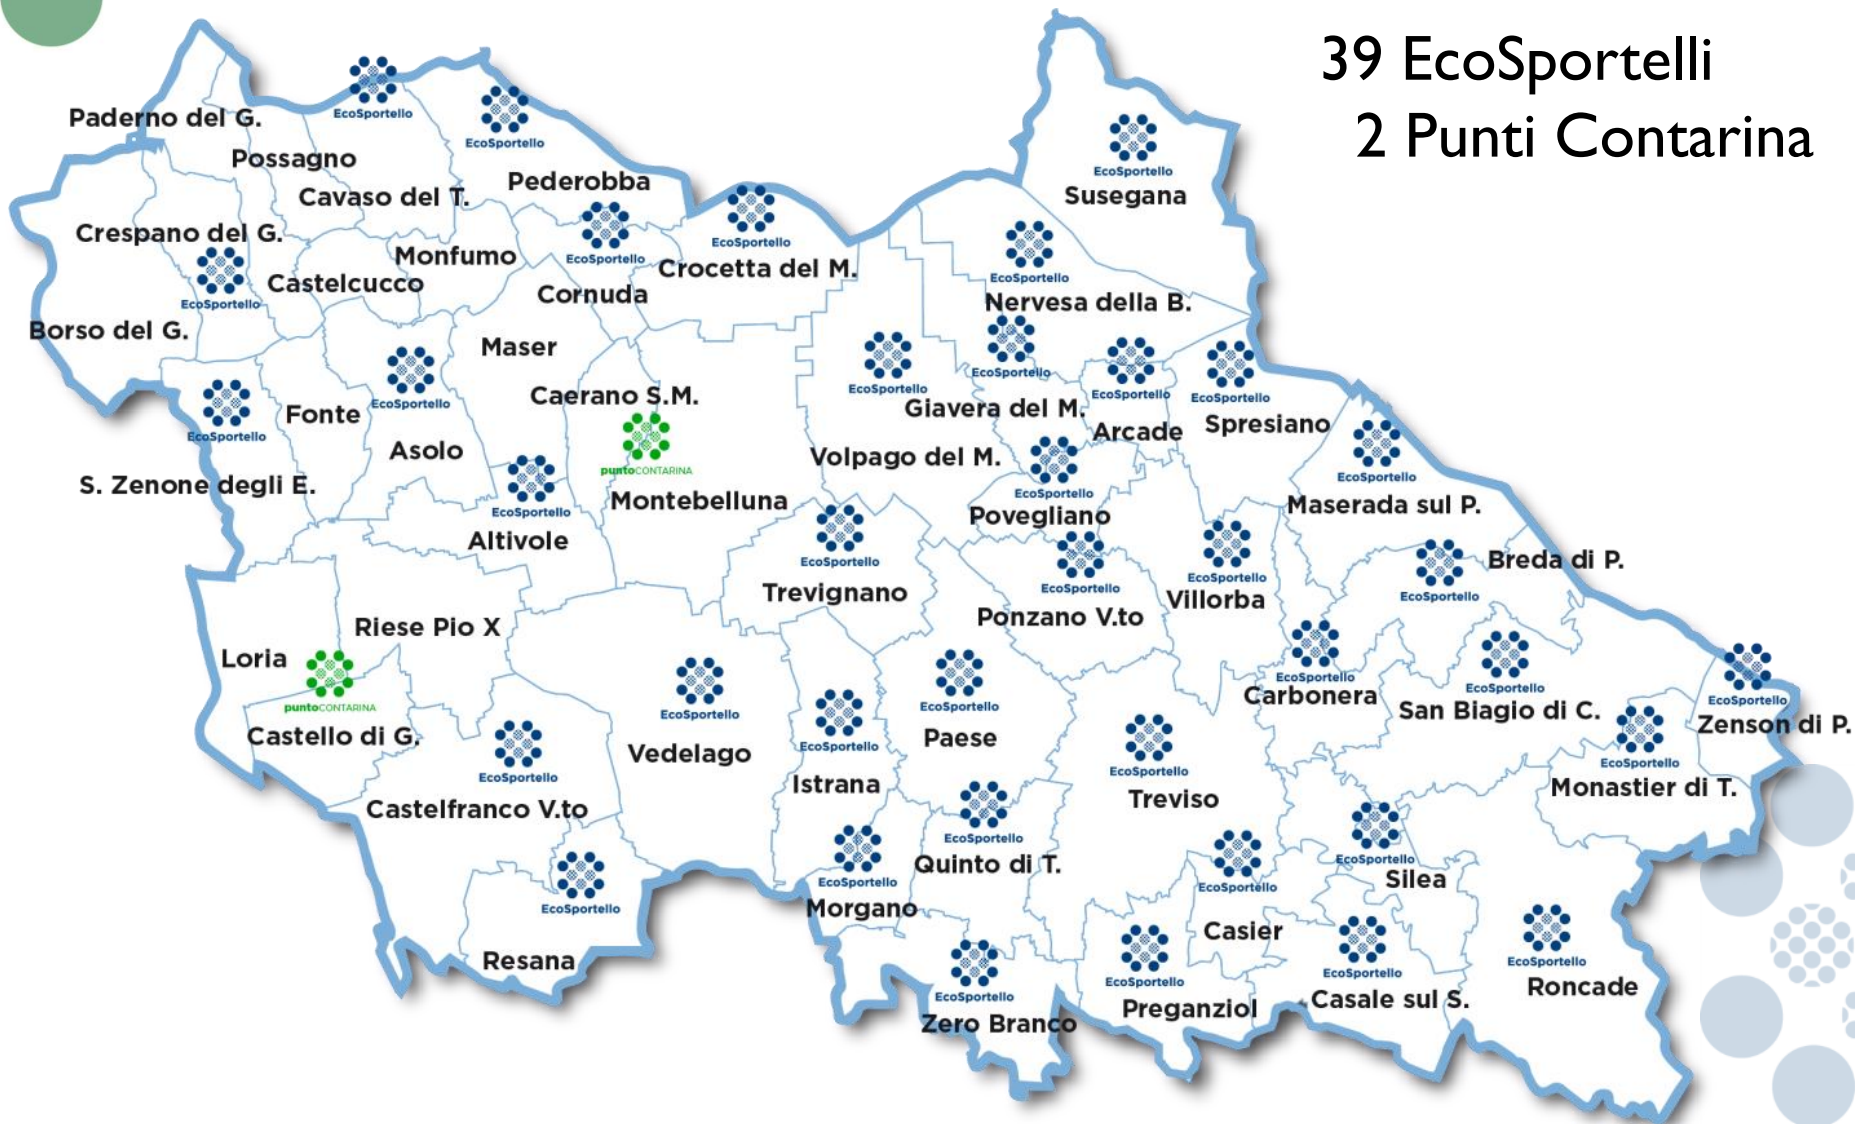 39 EcoSportelli
2 Punti Contarina
Paderno del G.
EcoSportello
EcoSportello
Possagno
Cavaso del T.
Pederobba
EcoSportello
Susegana
Crespano del G.
EcoSportello
Castelcucco
Monfumo
EcoSportello
Cornuda
EcoSportello
Crocetta del M.
EcoSportello
Nervesa della B.
Borso del G.
Maser
EcoSportello
EcoSportello
EcoSportello
EcoSportello
EcoSportello
Fonte
EcoSportello
Caerano S.M.
Giavera del M.
Arcade
Spresiano
Asolo
puntoCONTARINA
Volpago del M.
EcoSportello
EcoSportello
S. Zenone degli E.
EcoSportello
Altivole
Montebelluna
Povegliano
Maserada sul P.
EcoSportello
Trevignano
EcoSportello
Ponzano V.to
EcoSportello
Villorba
EcoSportello
Breda di P.
Riese Pio X
Loria
puntoCONTARINA
Castello di G.
EcoSportello
Vedelago
EcoSportello
Istrana
EcoSportello
Paese
EcoSportello
Treviso
EcoSportello
Carbonera
EcoSportello
San Biagio di C.
EcoSportello
Zenson di P.
EcoSportello
Monastier di T.
EcoSportello
Castelfranco V.to
EcoSportello
Quinto di T.
EcoSportello
Morgano
EcoSportello
Casier
EcoSportello
Silea
EcoSportello
Resana
EcoSportello
Zero Branco
EcoSportello
Preganziol
EcoSportello
Casale sul S.
EcoSportello
Roncade